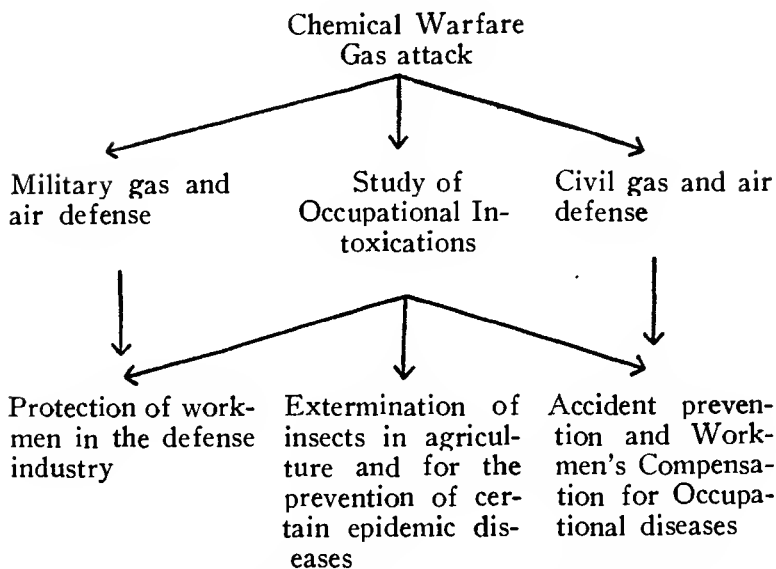 Chemical Warfare
Gas attack
Military gas and
air defense
Study of
Occupational In-
toxications
Civil gas and air
defense
Protection of work-
men in the defense
industry
Extermination of
insects in agricul-
ture and for the
prevention of cer-
tain epidemic dis-
eases
Accident preven-
tion and Work-
men's Compensa-
tion for Occupa-
tional diseases